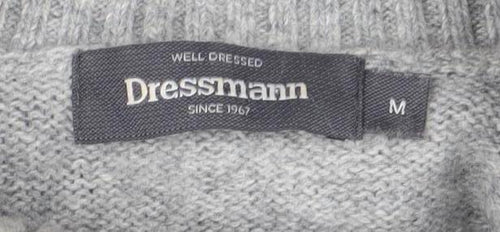 WELL DRESSED
Dressmann
SINCE 1967
M